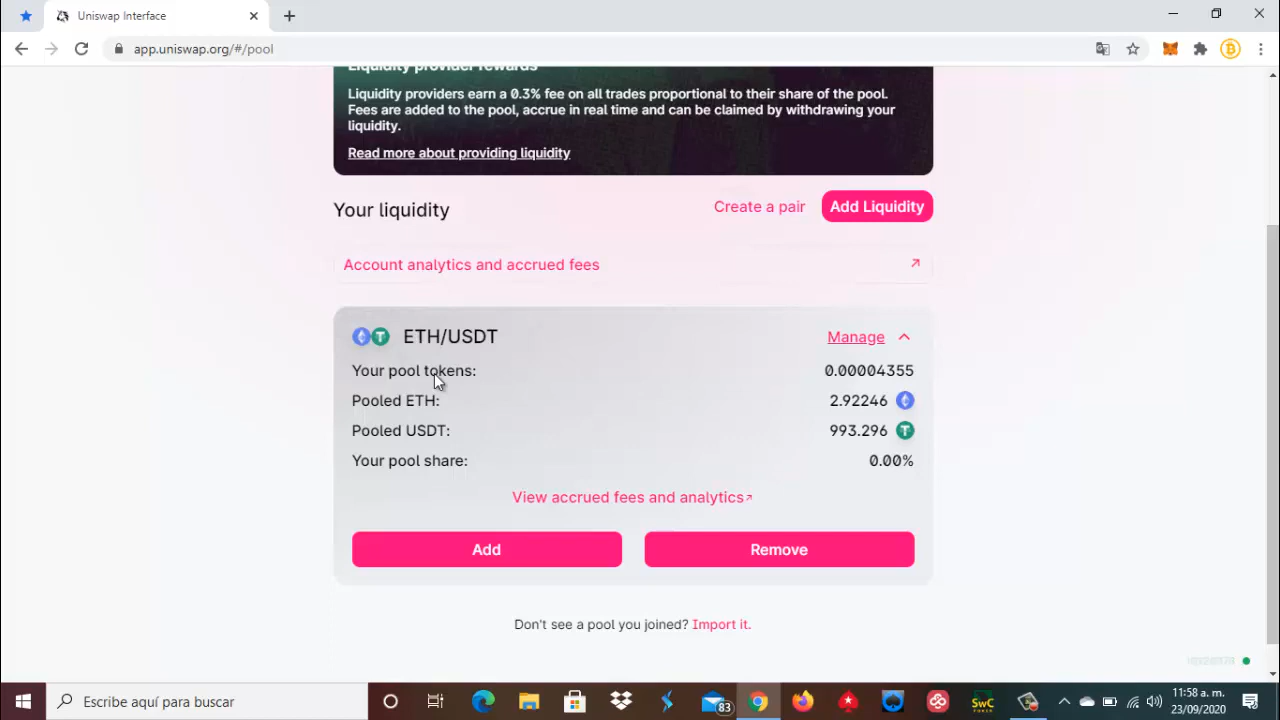 Uniswap Interface
app.uniswap.org/#/pool
Liquidity provider rewards
Liquidity providers earn a 0.3% fee on all trades proportional to their share of the pool.
Fees are added to the pool, accrue in real time and can be claimed by withdrawing your
liquidity.
Read more about providing liquidity
Your liquidity
Create a pair
Add Liquidity
Account analytics and accrued fees ↗
ETH/USDT
Manage
Your pool tokens: 0.00004355
Pooled ETH: 2.92246
Pooled USDT: 993.296
Your pool share: 0.00%
View accrued fees and analytics↗
Add
Remove
Don't see a pool you joined? Import it.
Escribe aquí para buscar
83
SwC
11:58 a. m.
23/09/2020